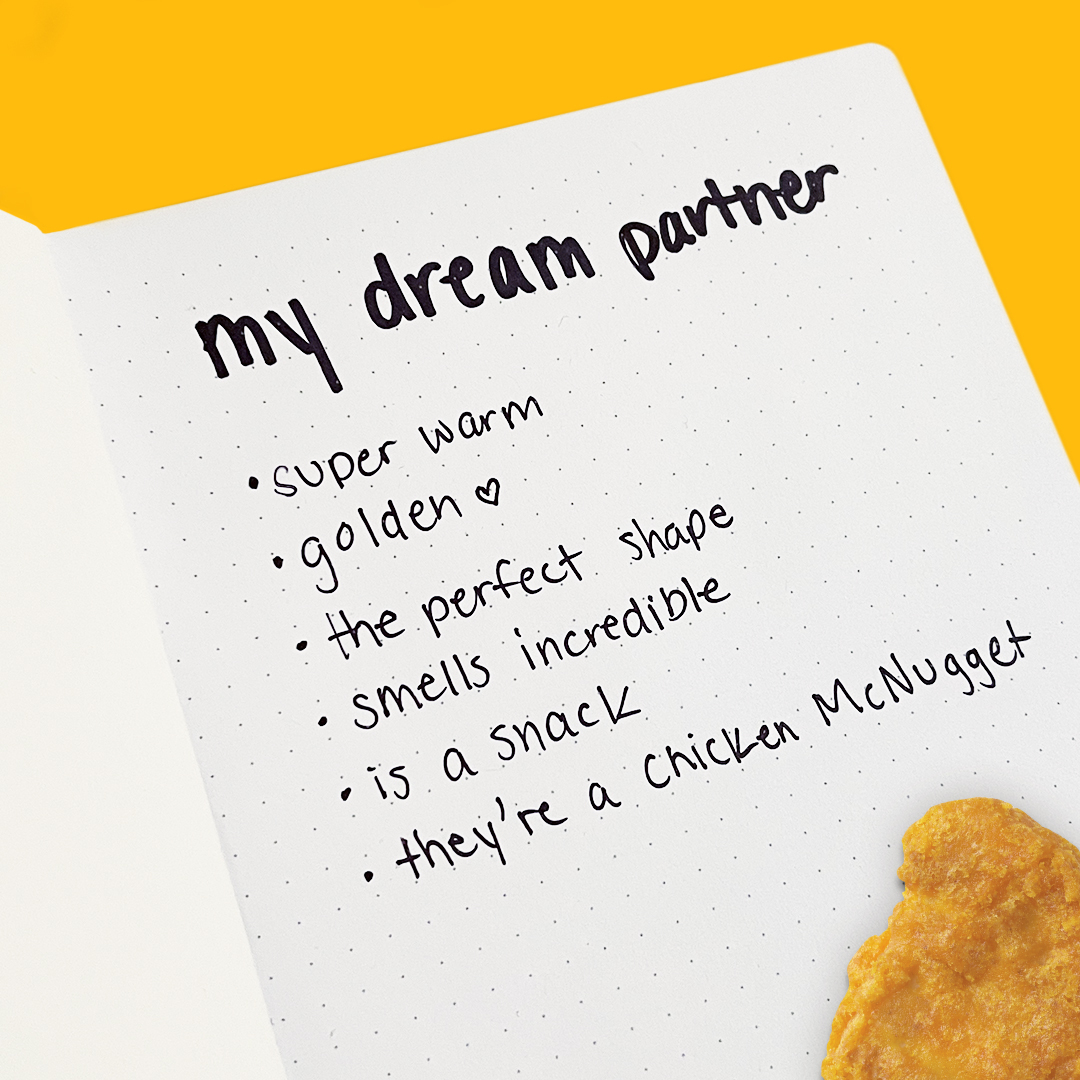 my dream partner
• super warm
• golden ♡
• the perfect shape
• smells incredible
• is a snack
• they're a Chicken McNugget